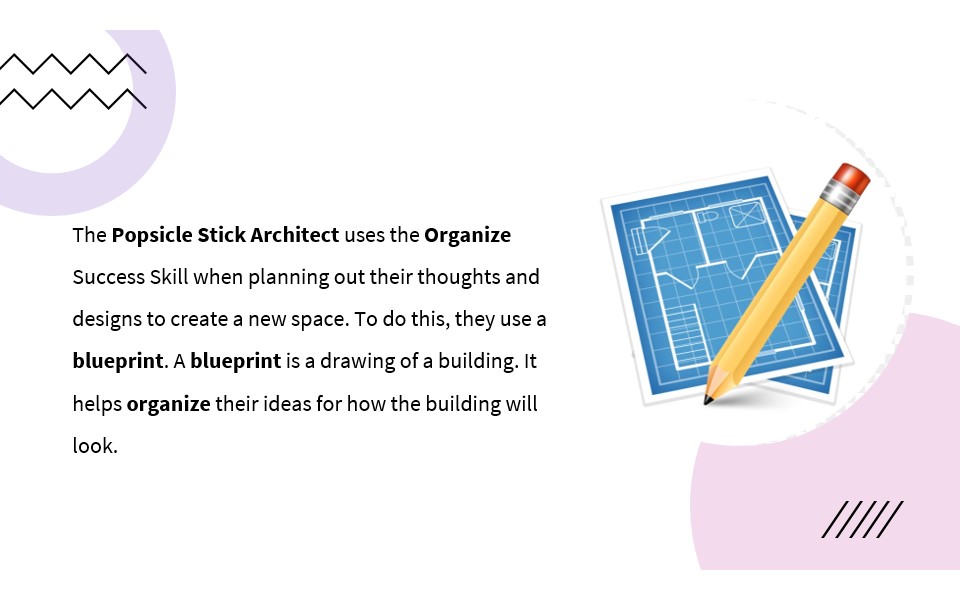 The Popsicle Stick Architect uses the Organize
Success Skill when planning out their thoughts and
designs to create a new space. To do this, they use a
blueprint. A blueprint is a drawing of a building. It
helps organize their ideas for how the building will
look.